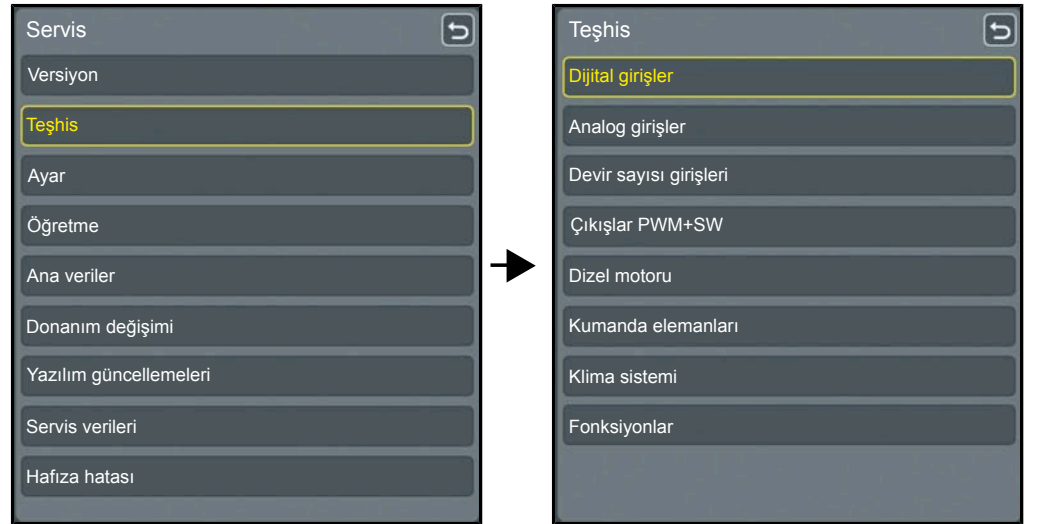 Servis
Versiyon
Teşhis
Ayar
Öğretme
Ana veriler
Donanım değişimi
Yazılım güncellemeleri
Servis verileri
Hafıza hatası
Teşhis
Dijital girişler
Analog girişler
Devir sayısı girişleri
Çıkışlar PWM+SW
Dizel motoru
Kumanda elemanları
Klima sistemi
Fonksiyonlar